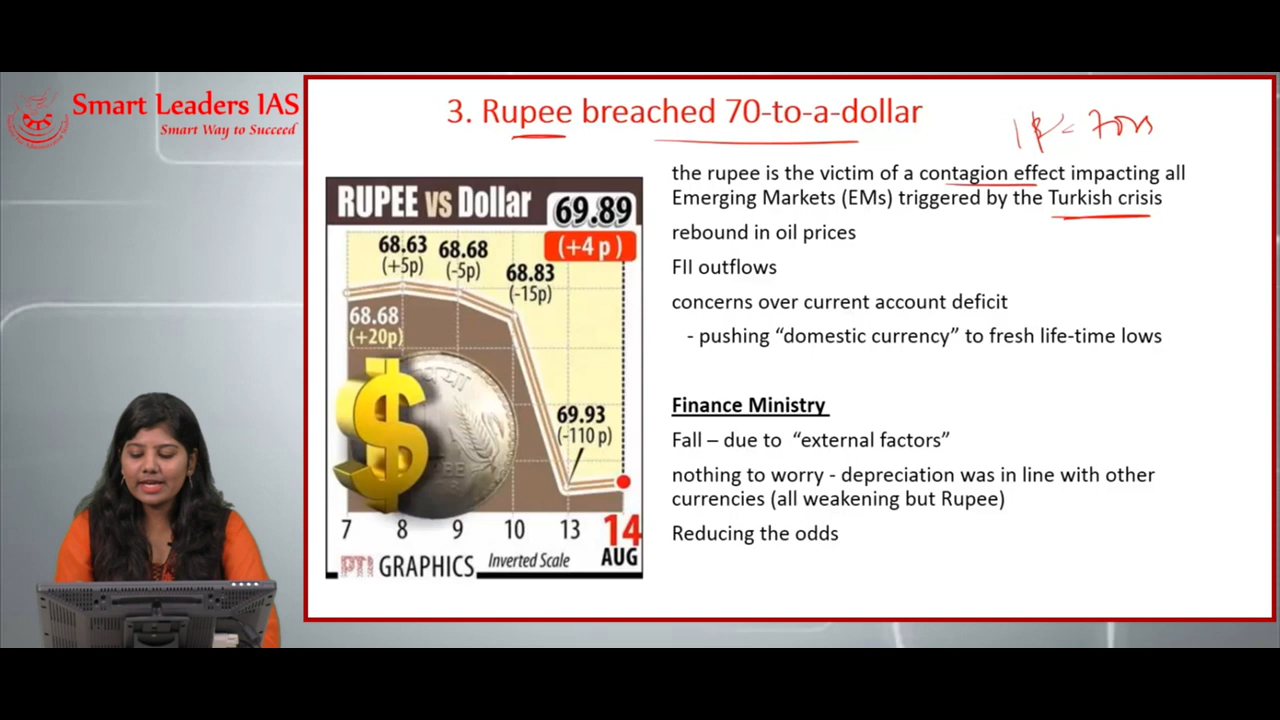 Smart Leaders IAS
Smart Way to Succeed
3. Rupee breached 70-to-a-dollar
1$ = 70rs
the rupee is the victim of a contagion effect impacting all
Emerging Markets (EMs) triggered by the Turkish crisis
rebound in oil prices
FII outflows
concerns over current account deficit
- pushing “domestic currency” to fresh life-time lows
Finance Ministry
Fall – due to “external factors”
nothing to worry - depreciation was in line with other
currencies (all weakening but Rupee)
Reducing the odds
RUPEE vs Dollar 69.89
(+4 p)
68.63 68.68
(+5p) (-5p)
68.83
(-15p)
68.68
(+20p)
69.93
(-110 p)
7 8 9 10 13 14
AUG
PTI GRAPHICS Inverted Scale